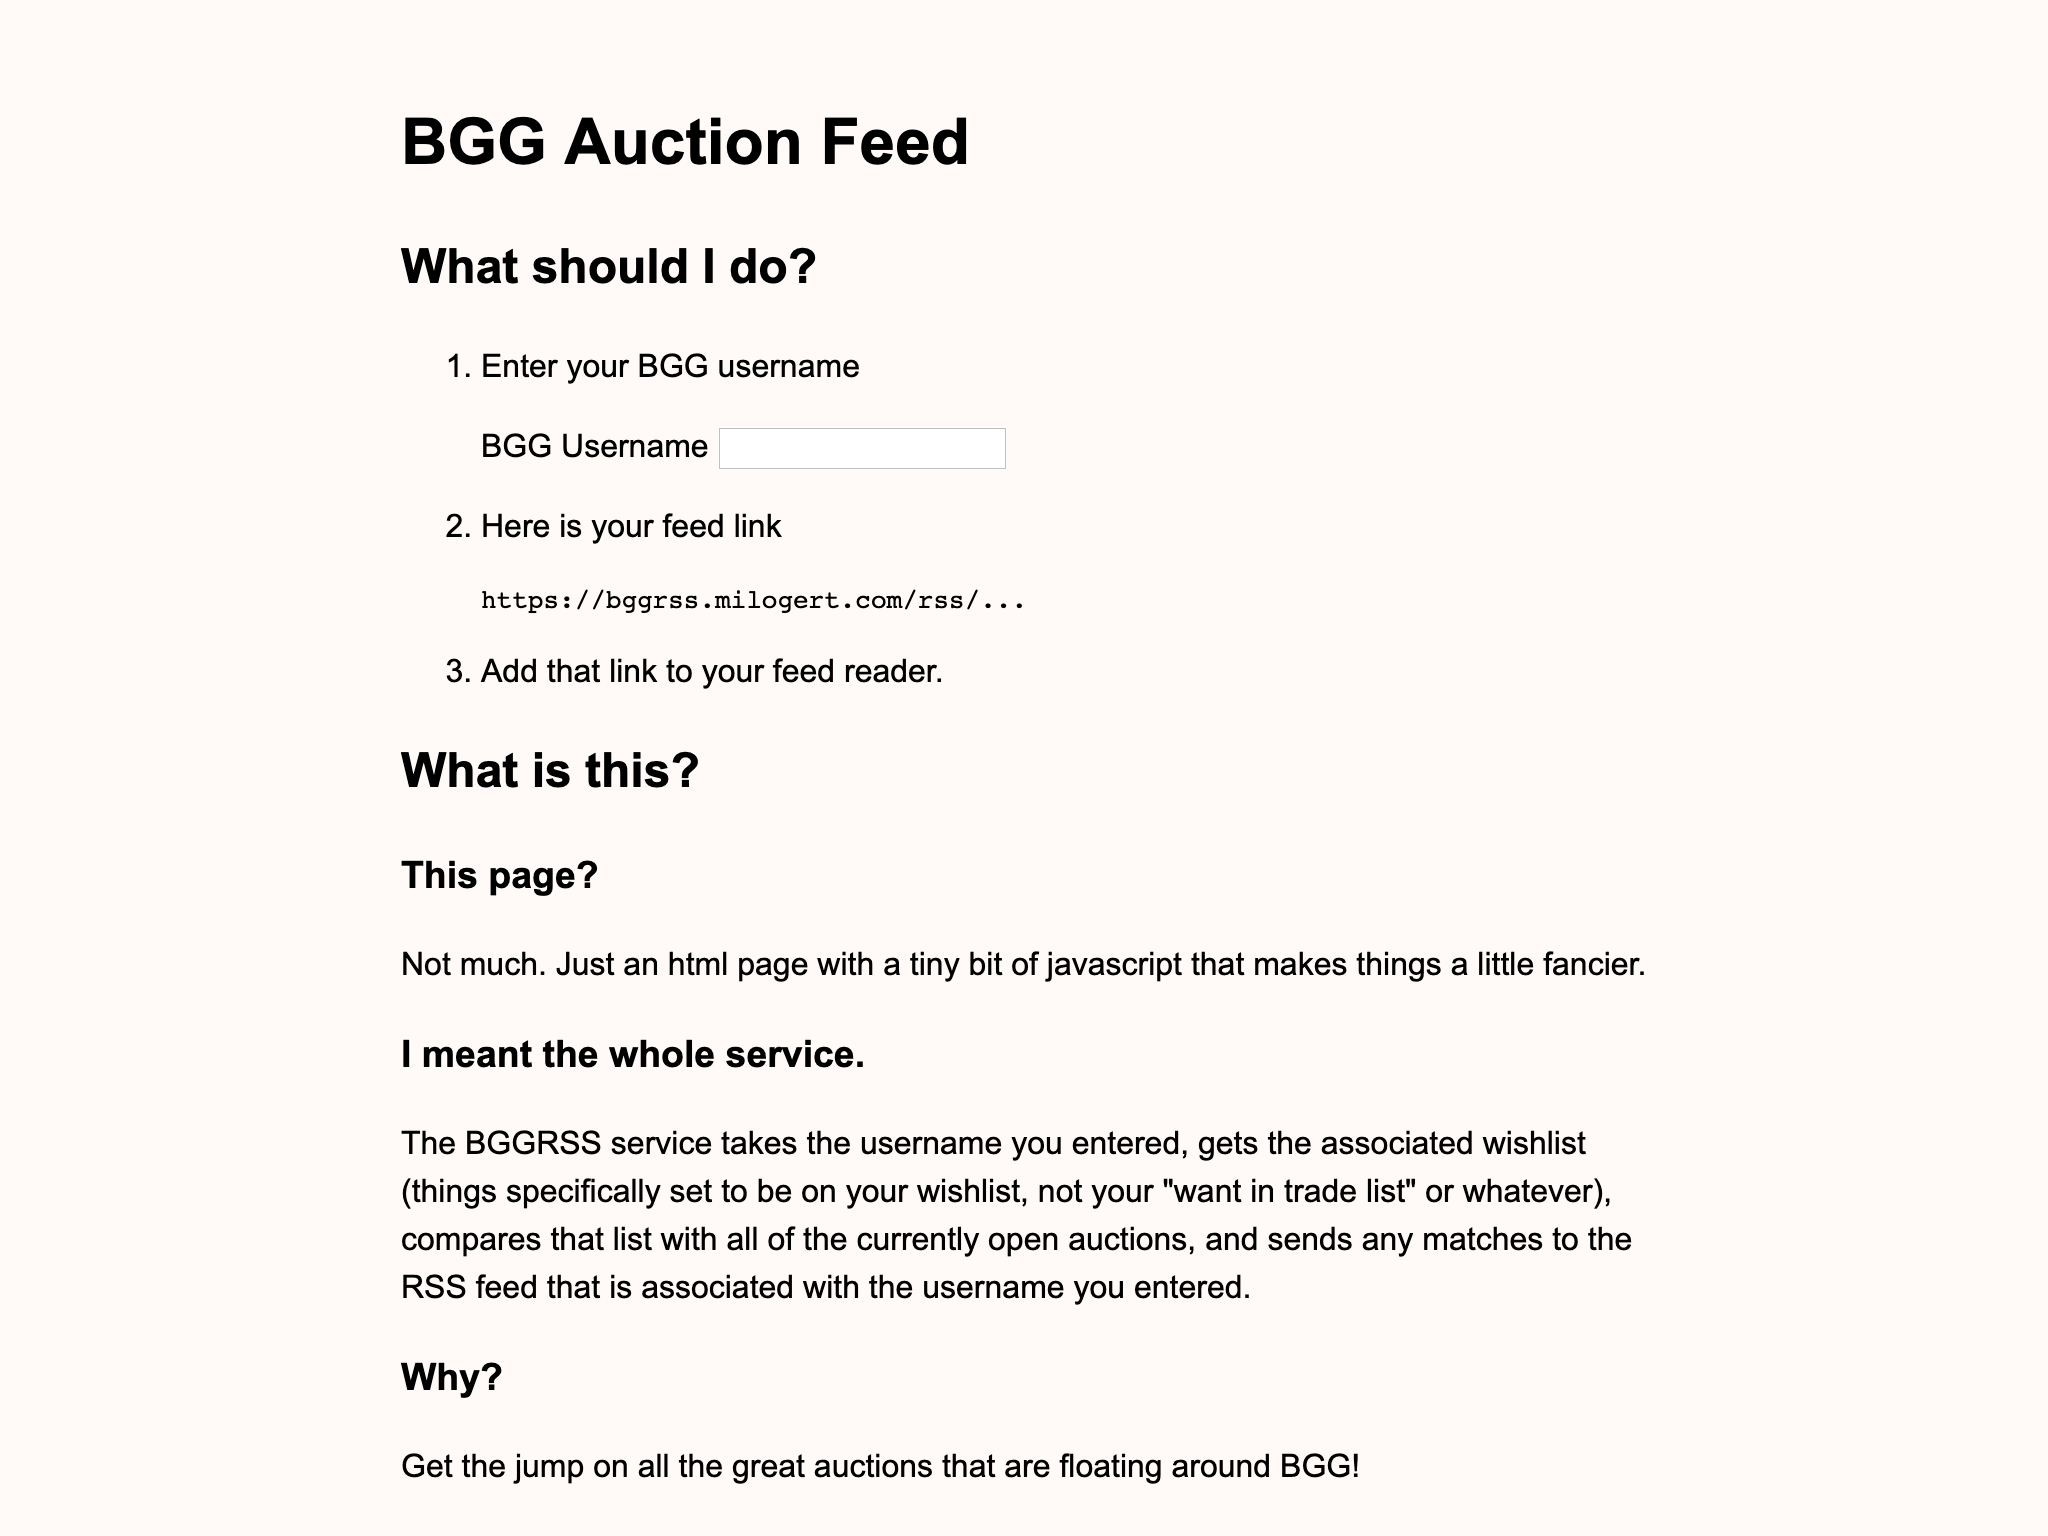 BGG Auction Feed
What should I do?
1. Enter your BGG username
BGG Username
2. Here is your feed link
https://bggrss.milogert.com/rss/...
3. Add that link to your feed reader.
What is this?
This page?
Not much. Just an html page with a tiny bit of javascript that makes things a little fancier.
I meant the whole service.
The BGGRSS service takes the username you entered, gets the associated wishlist
(things specifically set to be on your wishlist, not your "want in trade list" or whatever),
compares that list with all of the currently open auctions, and sends any matches to the
RSS feed that is associated with the username you entered.
Why?
Get the jump on all the great auctions that are floating around BGG!